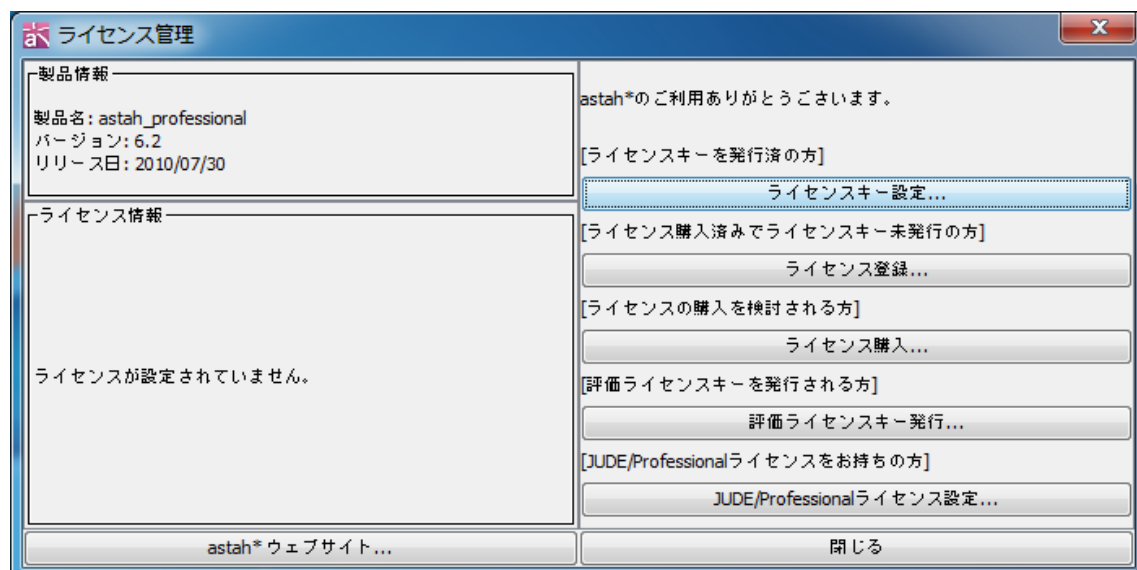 ライセンス管理
製品情報
製品名: astah_professional
バージョン: 6.2
リリース日: 2010/07/30
ライセンス情報
ライセンスが設定されていません。
astah* ウェブサイト...
astah*のご利用ありがとうございます。
[ライセンスキーを発行済の方]
ライセンスキー設定...
[ライセンス購入済みでライセンスキー未発行の方]
ライセンス登録...
[ライセンスの購入を検討される方]
ライセンス購入...
[評価ライセンスキーを発行される方]
評価ライセンスキー発行...
[JUDE/Professionalライセンスをお持ちの方]
JUDE/Professionalライセンス設定...
閉じる